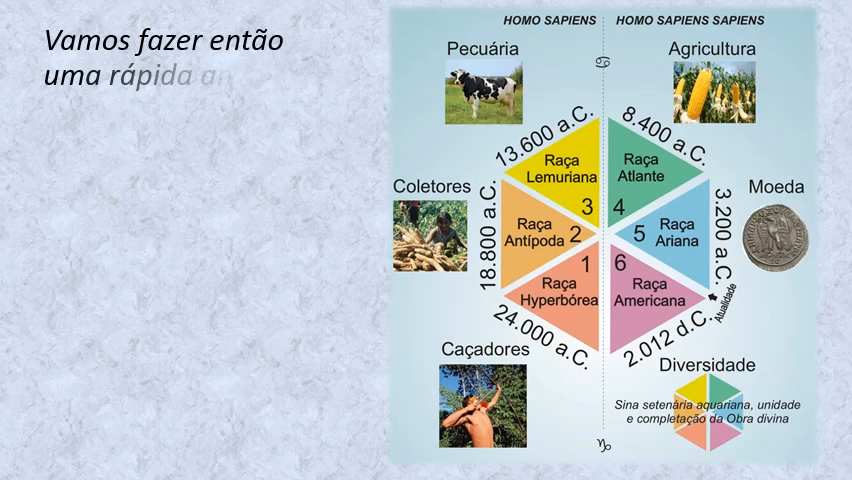 Vamos fazer então
uma rápida an
HOMO SAPIENS
HOMO SAPIENS SAPIENS
Pecuária
Agricultura
♋
13.600 a.C.
8.400 a.C.
Raça
Lemuriana
3
Raça
Atlante
4
Coletores
Moeda
18.800 a.C.
Raça
Antípoda 2
5 Raça
Ariana
3.200 a.C.
1
Raça
Hyperbórea
6
Raça
Americana
Atualidade
24.000 a.C.
2.012 d.C.
Caçadores
Diversidade
Sina setenária aquariana, unidade
e completação da Obra divina
♑